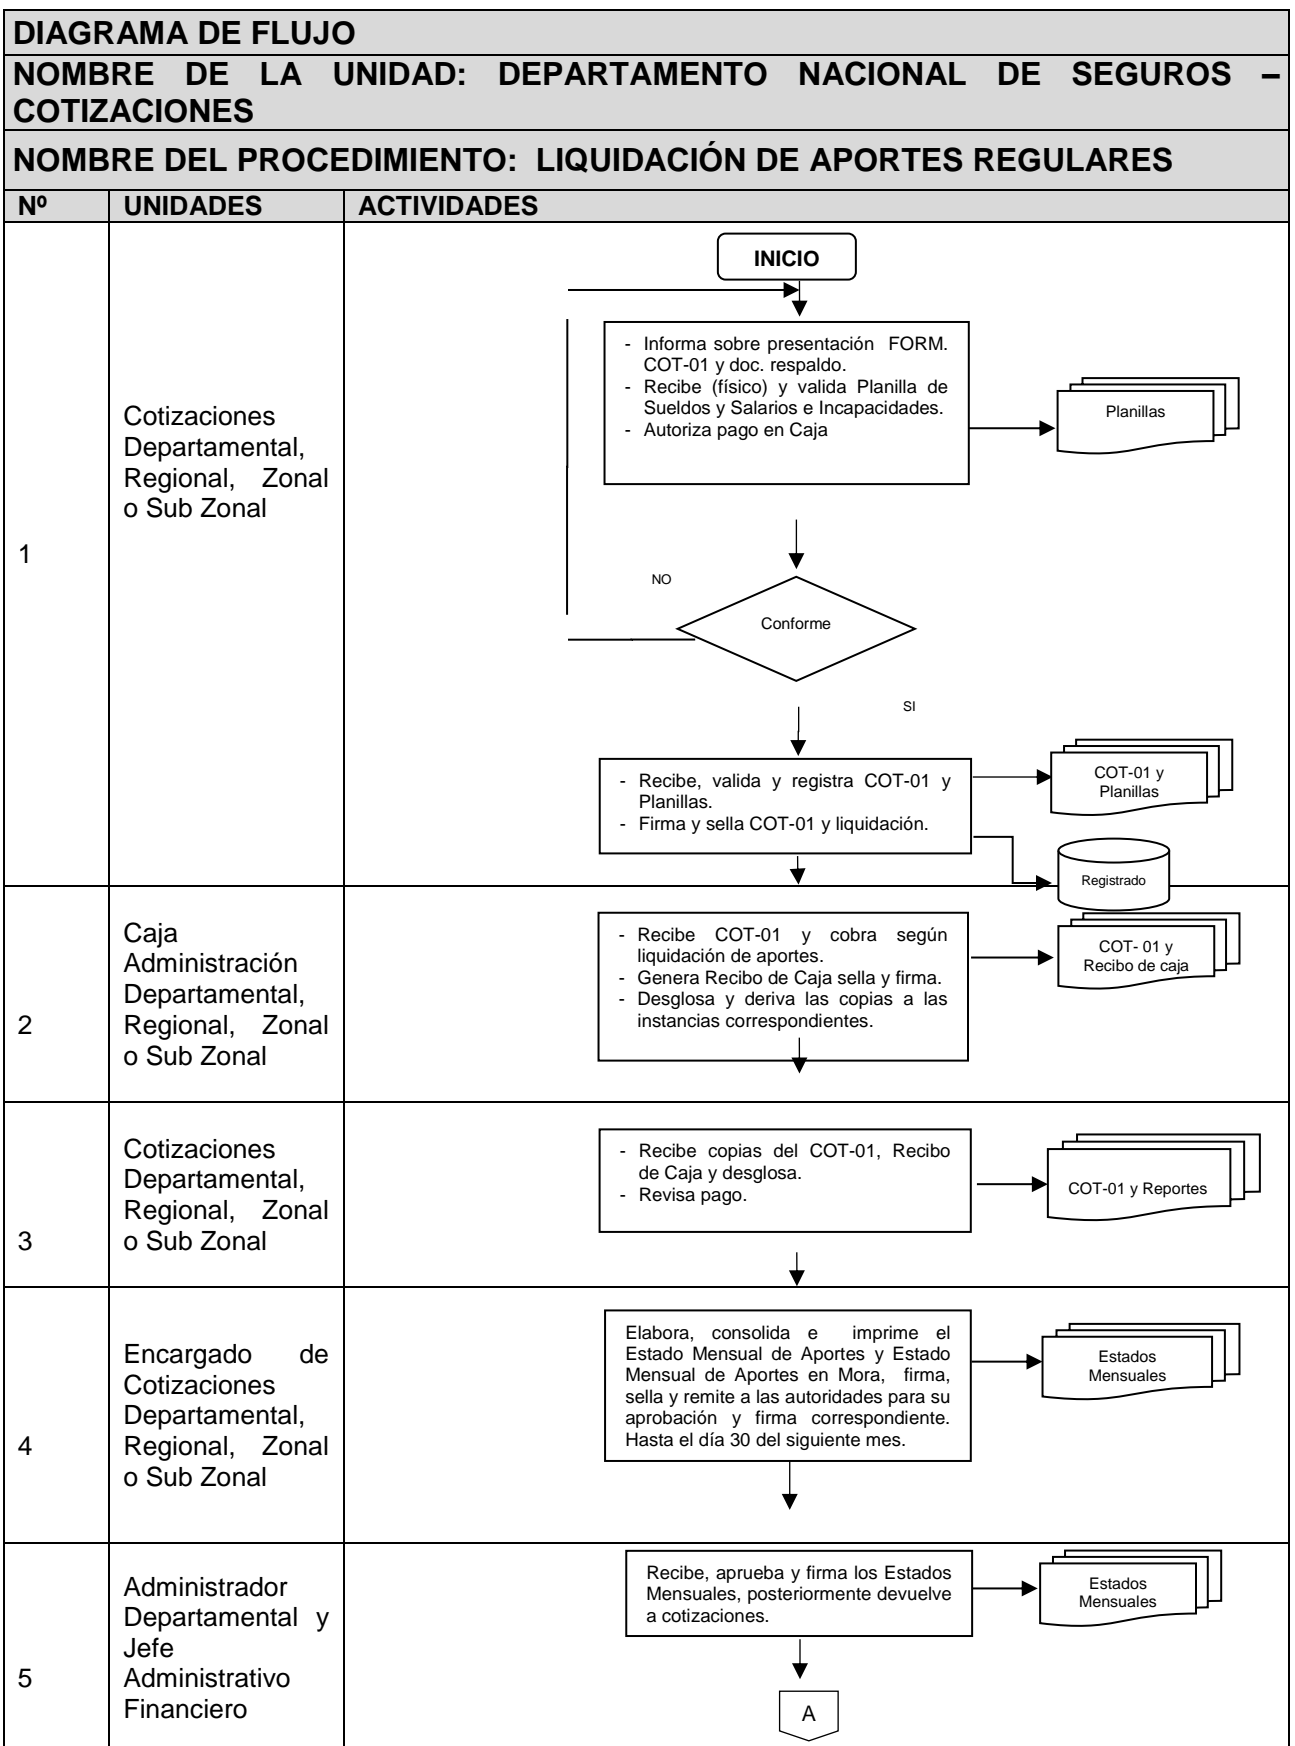 DIAGRAMA DE FLUJO
NOMBRE DE LA UNIDAD: DEPARTAMENTO NACIONAL DE SEGUROS –
COTIZACIONES
NOMBRE DEL PROCEDIMIENTO: LIQUIDACIÓN DE APORTES REGULARES
Nº UNIDADES ACTIVIDADES
1
Cotizaciones
Departamental,
Regional, Zonal
o Sub Zonal
INICIO
- Informa sobre presentación FORM.
COT-01 y doc. respaldo.
- Recibe (físico) y valida Planilla de
Sueldos y Salarios e Incapacidades.
- Autoriza pago en Caja
Planillas
NO
Conforme
SI
- Recibe, valida y registra COT-01 y
Planillas.
- Firma y sella COT-01 y liquidación.
COT-01 y
Planillas
Registrado
2
Caja
Administración
Departamental,
Regional, Zonal
o Sub Zonal
- Recibe COT-01 y cobra según
liquidación de aportes.
- Genera Recibo de Caja sella y firma.
- Desglosa y deriva las copias a las
instancias correspondientes.
COT- 01 y
Recibo de caja
3
Cotizaciones
Departamental,
Regional, Zonal
o Sub Zonal
- Recibe copias del COT-01, Recibo
de Caja y desglosa.
- Revisa pago.
COT-01 y Reportes
4
Encargado de
Cotizaciones
Departamental,
Regional, Zonal
o Sub Zonal
Elabora, consolida e imprime el
Estado Mensual de Aportes y Estado
Mensual de Aportes en Mora, firma,
sella y remite a las autoridades para su
aprobación y firma correspondiente.
Hasta el día 30 del siguiente mes.
Estados
Mensuales
5
Administrador
Departamental y
Jefe
Administrativo
Financiero
Recibe, aprueba y firma los Estados
Mensuales, posteriormente devuelve
a cotizaciones.
Estados
Mensuales
A